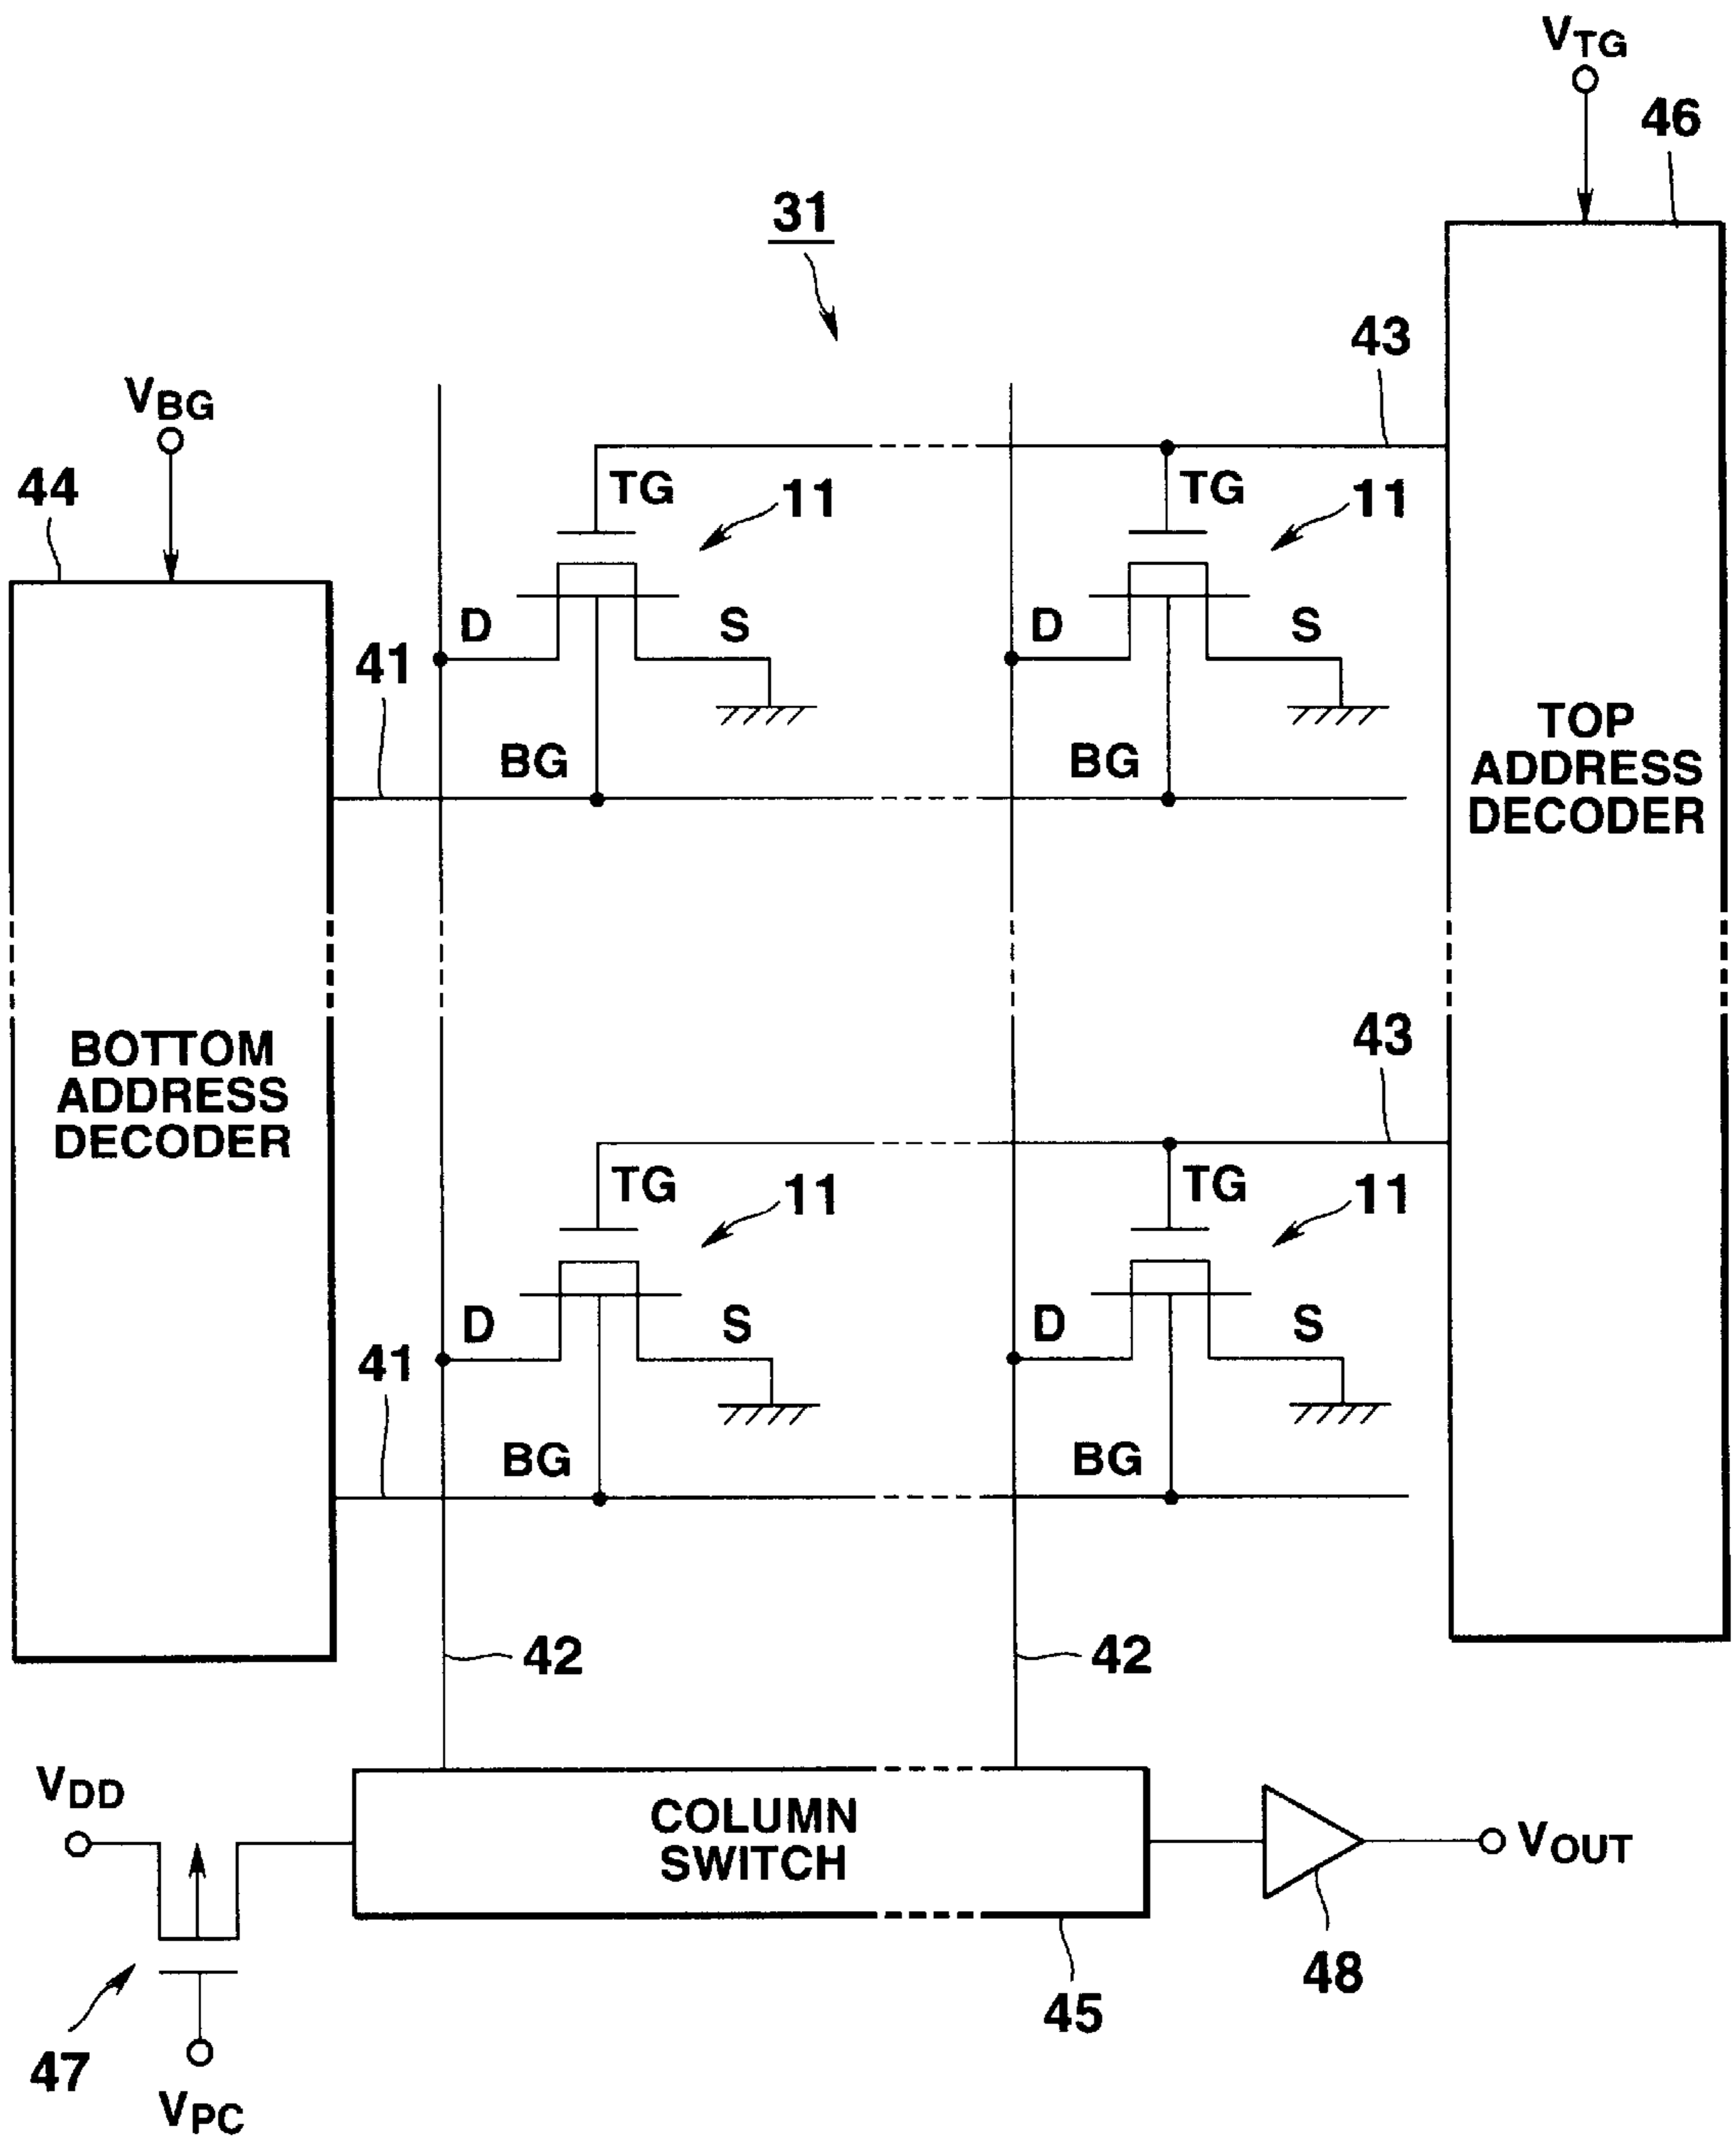 VTG
46
31
43
VBG
44
TG
11
TG
11
D
S
D
S
41
BG
BG
TOP
ADDRESS
DECODER
43
BOTTOM
ADDRESS
DECODER
TG
11
TG
11
D
S
D
S
41
BG
BG
42
42
VDD
COLUMN
SWITCH
VOUT
48
45
47
VPC